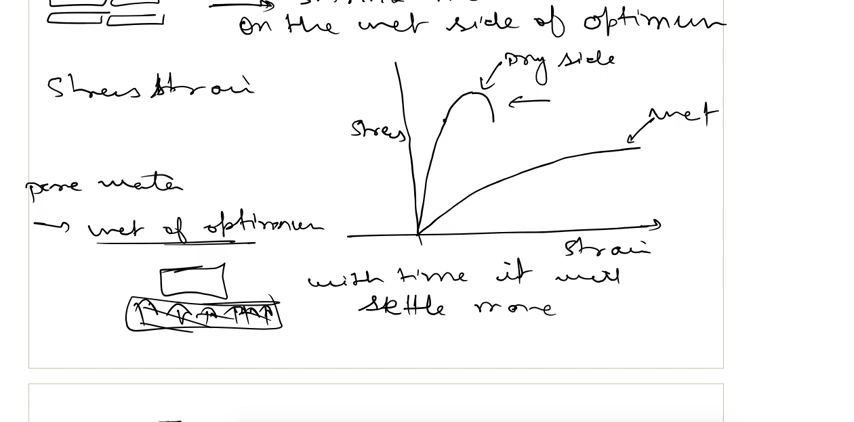 on the wet side of optimum
Dry side
Stress strain
wet
Stress
pore water
→ wet of optimum
Strain
with time it will
settle more